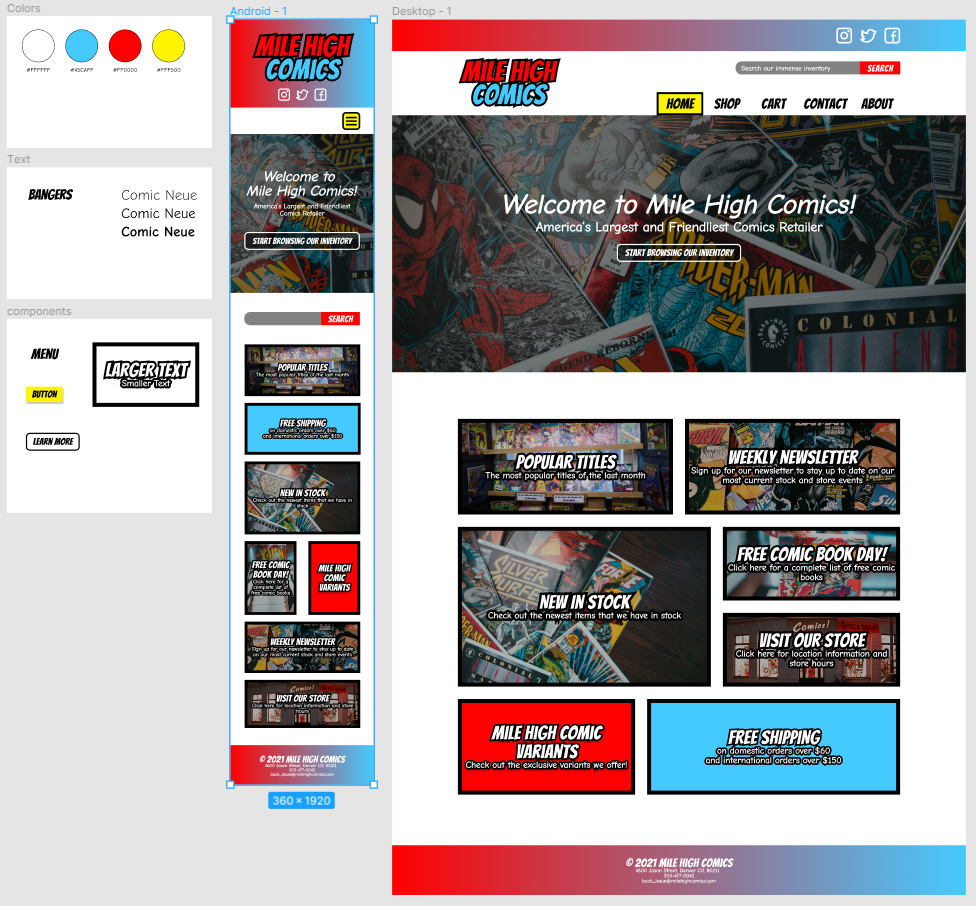 Colors
#FFFFFF #45CAFF #FF0000 #FFF500
Text
BANGERS
Comic Neue
Comic Neue
Comic Neue
components
MENU
BUTTON
LEARN MORE
LARGER TEXT
Smaller Text
Android - 1
MILE HIGH
COMICS
Welcome to
Mile High Comics!
America's Largest and Friendliest
Comics Retailer
START BROWSING OUR INVENTORY
SEARCH
POPULAR TITLES
The most popular titles of the last month
FREE SHIPPING
on domestic orders over $60
and international orders over $150
NEW IN STOCK
Check out the newest items that we have in
stock
FREE COMIC
BOOK DAY!
Click here for a
complete list of
free comic books
MILE HIGH
COMIC
VARIANTS
WEEKLY NEWSLETTER
Sign up for our newsletter to stay up to date
on our most current stock and store events
VISIT OUR STORE
Click here for location information and store
hours
© 2021 MILE HIGH COMICS
4600 Jason Street, Denver CO, 80211
303-477-0042
back_issue@milehighcomics.com
360 × 1920
Desktop - 1
MILE HIGH
COMICS
Search our immense inventory
SEARCH
HOME SHOP CART CONTACT ABOUT
Welcome to Mile High Comics!
America's Largest and Friendliest Comics Retailer
START BROWSING OUR INVENTORY
SPIDER-MAN
COLONIAL
ALIENS
POPULAR TITLES
The most popular titles of the last month
WEEKLY NEWSLETTER
Sign up for our newsletter to stay up to date on our
most current stock and store events
NEW IN STOCK
Check out the newest items that we have in stock
FREE COMIC BOOK DAY!
Click here for a complete list of free comic
books
Comics!
VISIT OUR STORE
Click here for location information and
store hours
MILE HIGH COMIC
VARIANTS
Check out the exclusive variants we offer!
FREE SHIPPING
on domestic orders over $60
and international orders over $150
© 2021 MILE HIGH COMICS
4600 Jason Street, Denver CO, 80211
303-477-0042
back_issue@milehighcomics.com